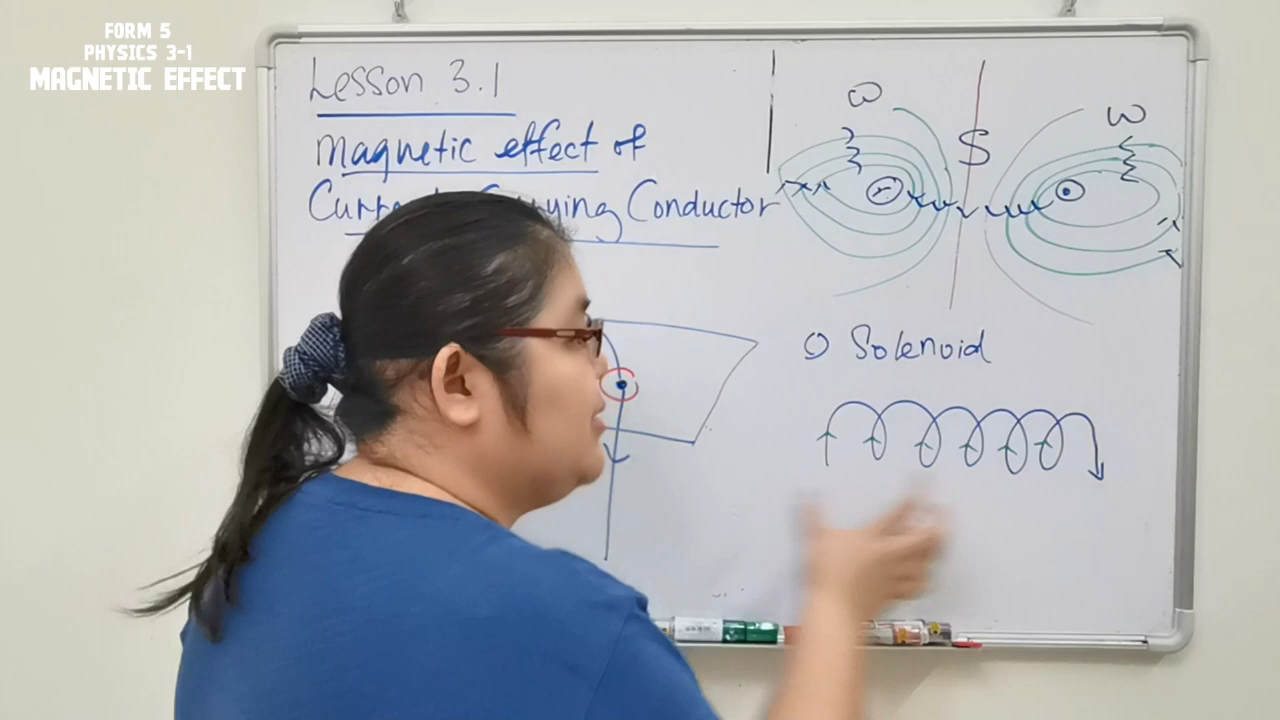 FORM 5
PHYSICS 3-1
MAGNETIC EFFECT
Lesson 3.1
Magnetic effect of
Conductor
W
S
W
Solenoid